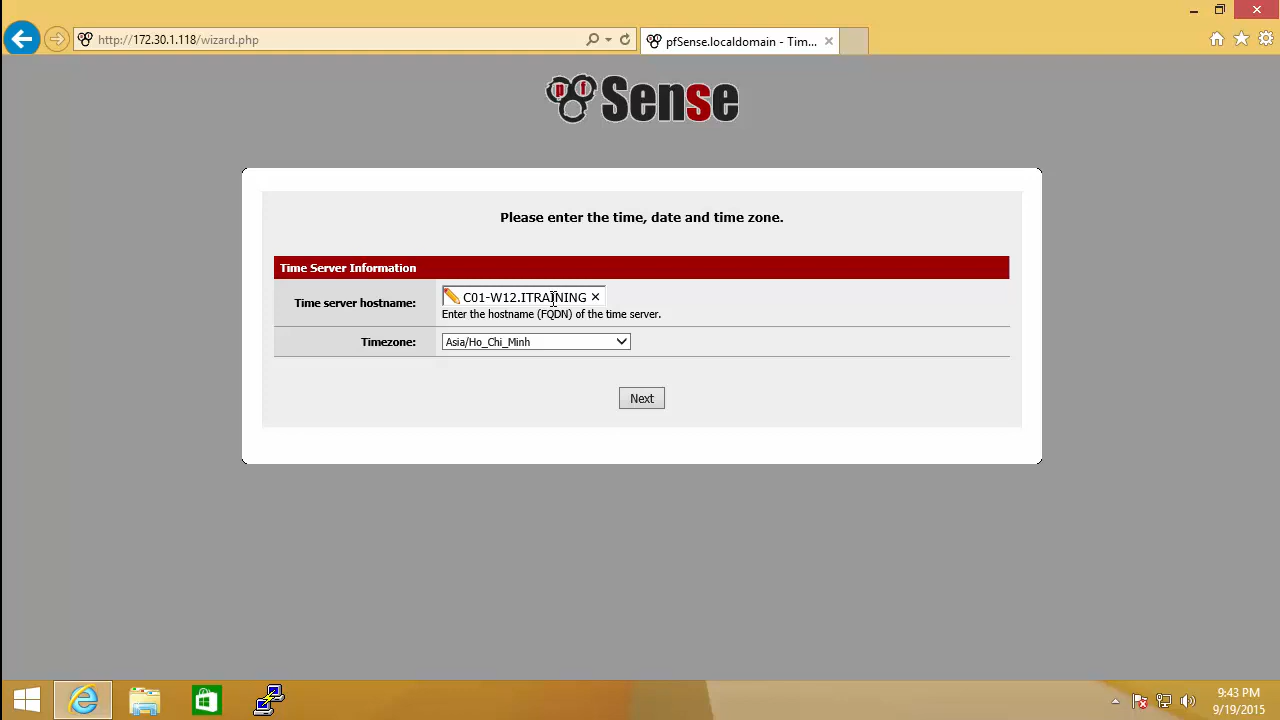 http://172.30.1.118/wizard.php
pfSense.localdomain - Tim...
pf Sense
Please enter the time, date and time zone.
Time Server Information
Time server hostname:
C01-W12.ITRAINING
Enter the hostname (FQDN) of the time server.
Timezone:
Asia/Ho_Chi_Minh
Next
9:43 PM
9/19/2015